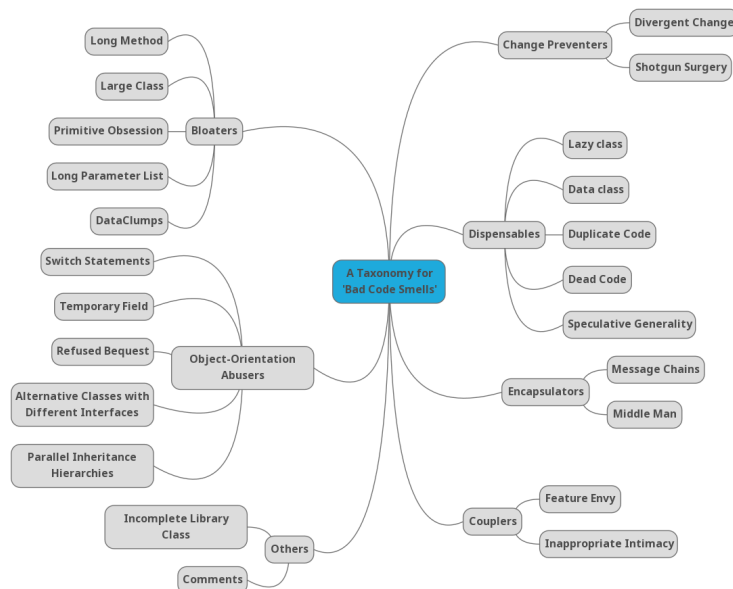 A Taxonomy for
'Bad Code Smells'
Bloaters
Long Method
Large Class
Primitive Obsession
Long Parameter List
DataClumps
Object-Orientation
Abusers
Switch Statements
Temporary Field
Refused Bequest
Alternative Classes with
Different Interfaces
Parallel Inheritance
Hierarchies
Others
Incomplete Library
Class
Comments
Change Preventers
Divergent Change
Shotgun Surgery
Dispensables
Lazy class
Data class
Duplicate Code
Dead Code
Speculative Generality
Encapsulators
Message Chains
Middle Man
Couplers
Feature Envy
Inappropriate Intimacy